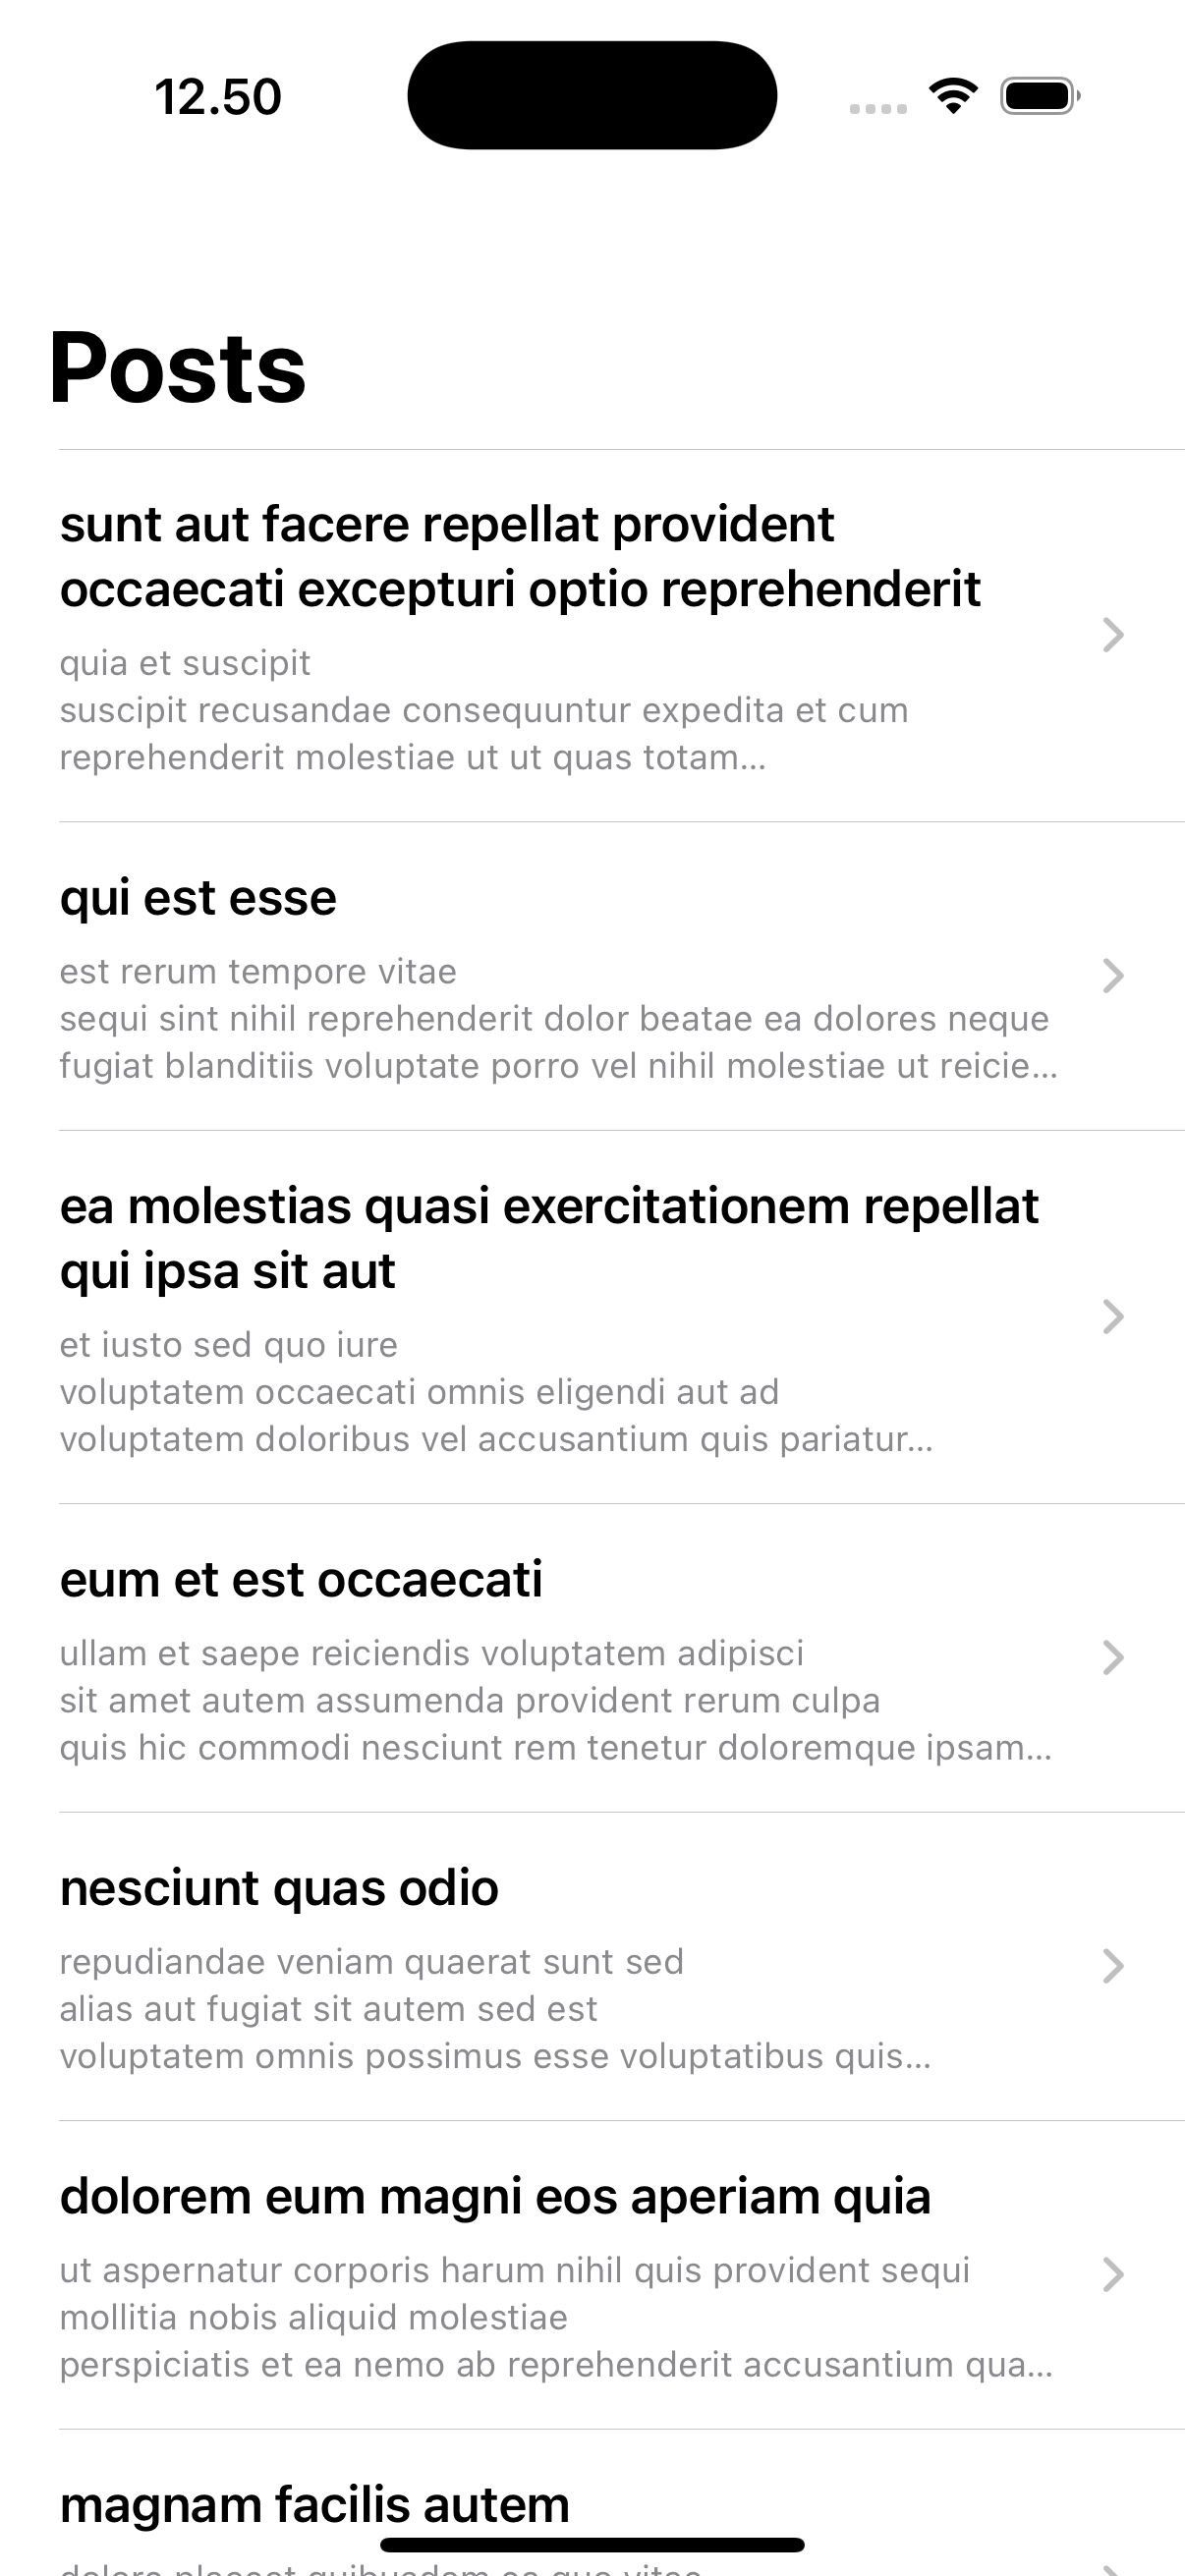 12.50
Posts
sunt aut facere repellat provident
occaecati excepturi optio reprehenderit
quia et suscipit
suscipit recusandae consequuntur expedita et cum
reprehenderit molestiae ut ut quas totam...
qui est esse
est rerum tempore vitae
sequi sint nihil reprehenderit dolor beatae ea dolores neque
fugiat blanditiis voluptate porro vel nihil molestiae ut reicie...
ea molestias quasi exercitationem repellat
qui ipsa sit aut
et iusto sed quo iure
voluptatem occaecati omnis eligendi aut ad
voluptatem doloribus vel accusantium quis pariatur...
eum et est occaecati
ullam et saepe reiciendis voluptatem adipisci
sit amet autem assumenda provident rerum culpa
quis hic commodi nesciunt rem tenetur doloremque ipsam...
nesciunt quas odio
repudiandae veniam quaerat sunt sed
alias aut fugiat sit autem sed est
voluptatem omnis possimus esse voluptatibus quis...
dolorem eum magni eos aperiam quia
ut aspernatur corporis harum nihil quis provident sequi
mollitia nobis aliquid molestiae
perspiciatis et ea nemo ab reprehenderit accusantium qua...
magnam facilis autem
dolore placeat quibusdam ea quo vitae